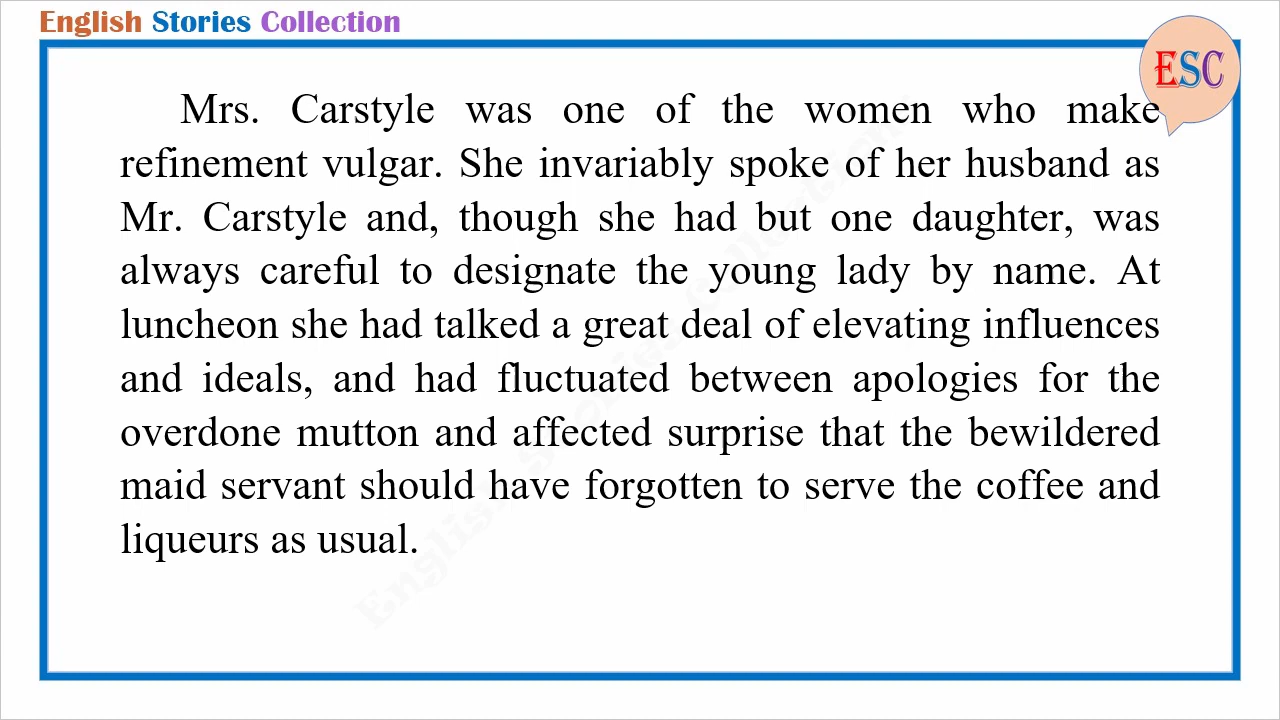 English Stories Collection
ESC
Mrs. Carstyle was one of the women who make
refinement vulgar. She invariably spoke of her husband as
Mr. Carstyle and, though she had but one daughter, was
always careful to designate the young lady by name. At
luncheon she had talked a great deal of elevating influences
and ideals, and had fluctuated between apologies for the
overdone mutton and affected surprise that the bewildered
maid servant should have forgotten to serve the coffee and
liqueurs as usual.
English Stories Collection